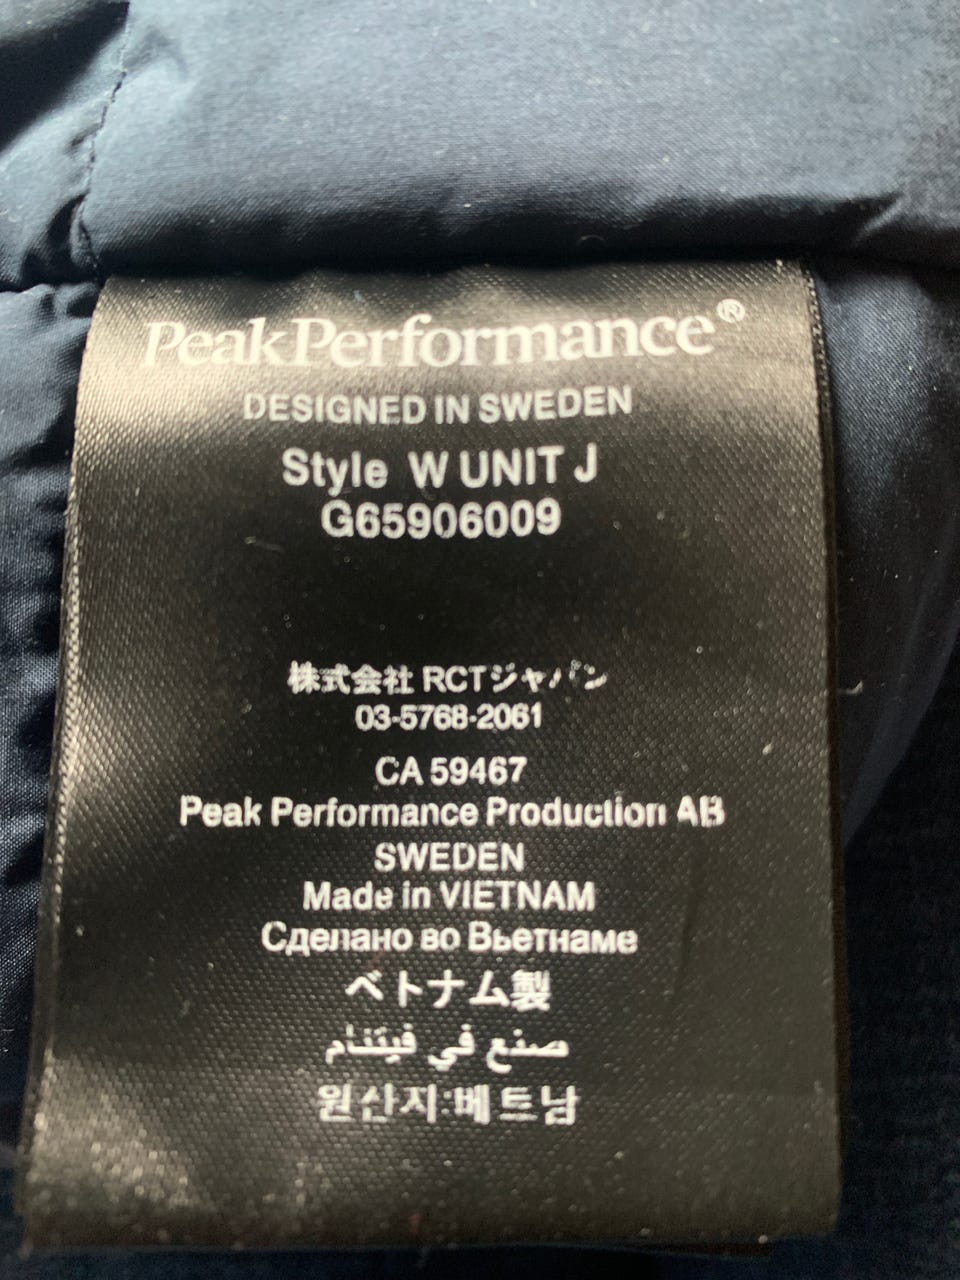 PeakPerformance®
DESIGNED IN SWEDEN
Style W UNIT J
G65906009
株式会社 RCTジャパン
03-5768-2061
CA 59467
Peak Performance Production AB
SWEDEN
Made in VIETNAM
Сделано во Вьетнаме
ベトナム製
صنع في فيتنام
원산지:베트남